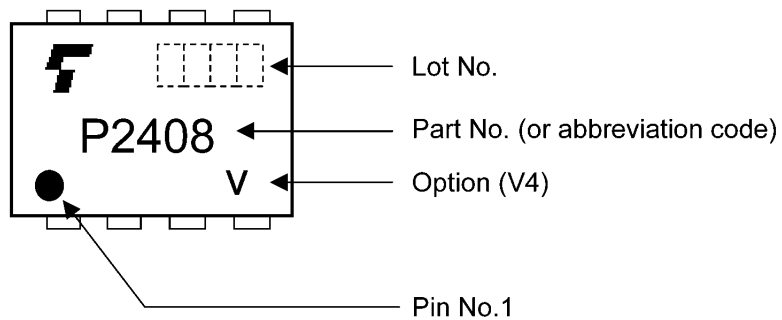 Lot No.
P2408
Part No. (or abbreviation code)
V
Option (V4)
Pin No.1